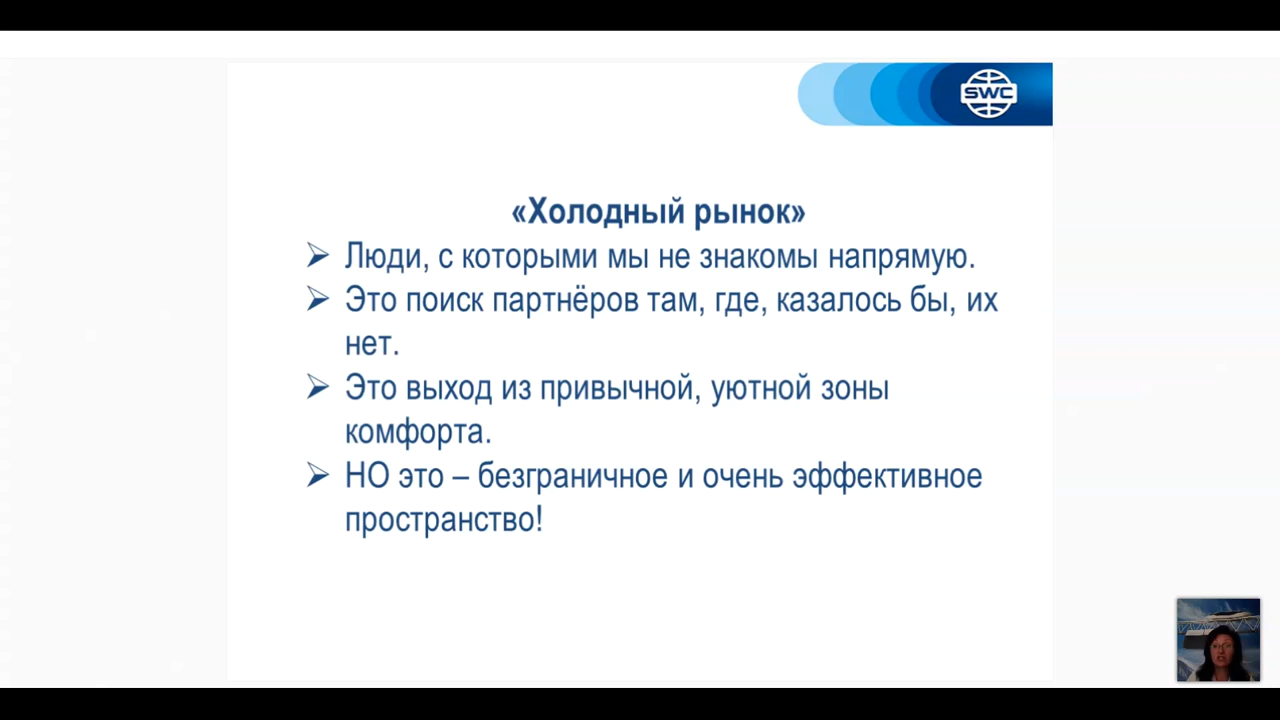 SWC
«Холодный рынок»
Люди, с которыми мы не знакомы напрямую.
Это поиск партнёров там, где, казалось бы, их
нет.
Это выход из привычной, уютной зоны
комфорта.
НО это – безграничное и очень эффективное
пространство!